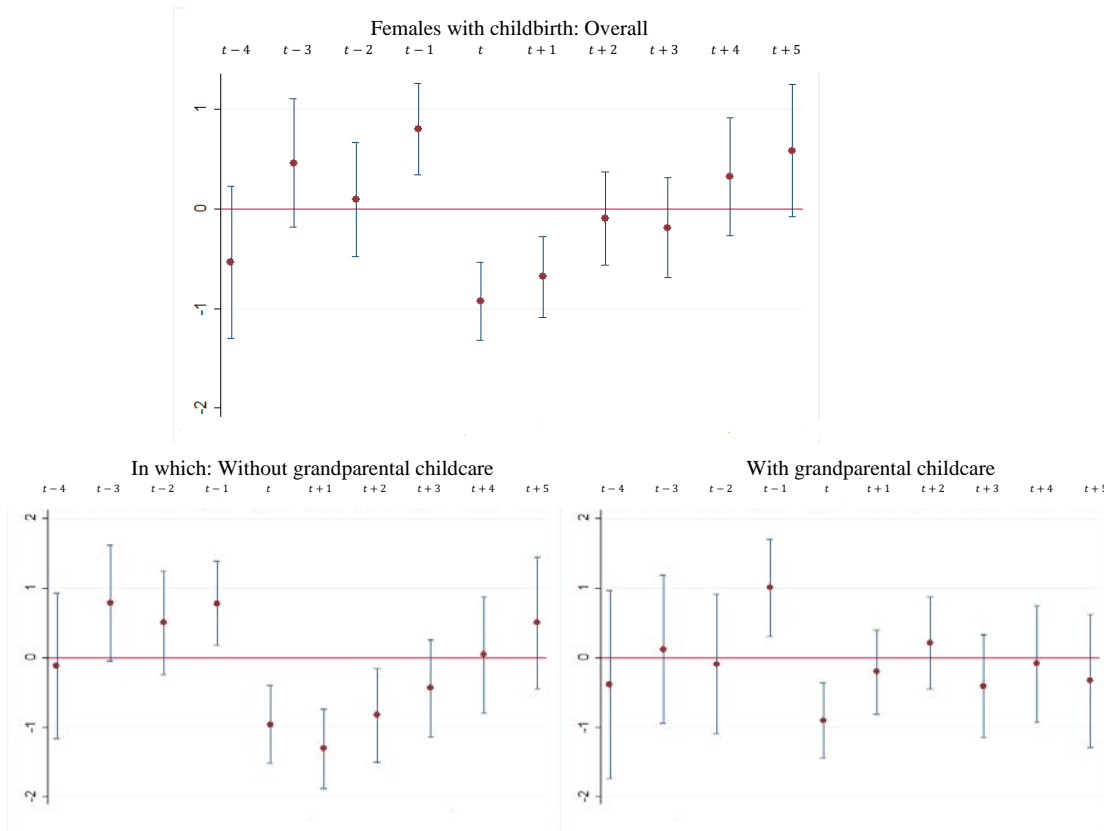 Females with childbirth: Overall
t − 4 t − 3 t − 2 t − 1 t t + 1 t + 2 t + 3 t + 4 t + 5
1
0
-1
-2
In which: Without grandparental childcare
t − 4 t − 3 t − 2 t − 1 t t + 1 t + 2 t + 3 t + 4 t + 5
2
1
0
-1
-2
With grandparental childcare
t − 4 t − 3 t − 2 t − 1 t t + 1 t + 2 t + 3 t + 4 t + 5
2
1
0
-1
-2